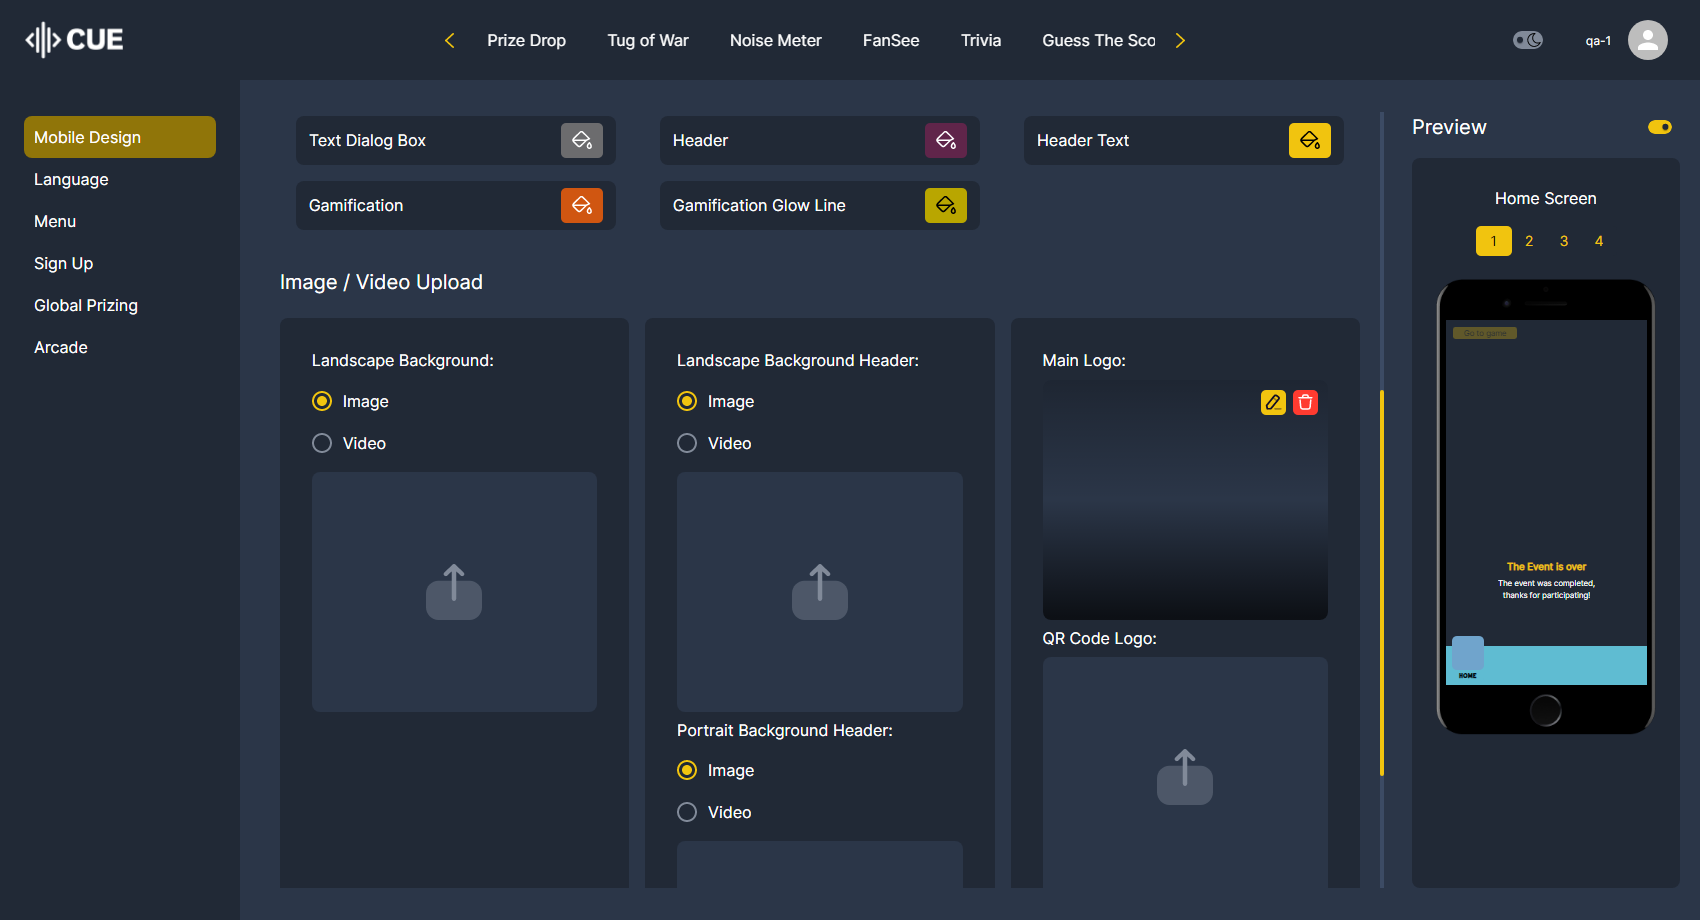 CUE
Prize Drop
Tug of War
Noise Meter
FanSee
Trivia
Guess The Sco
qa-1
Mobile Design
Language
Menu
Sign Up
Global Prizing
Arcade
Text Dialog Box
Header
Header Text
Gamification
Gamification Glow Line
Image / Video Upload
Landscape Background:
Image
Video
Landscape Background Header:
Image
Video
Portrait Background Header:
Image
Video
Main Logo:
QR Code Logo:
Preview
Home Screen
1 2 3 4
Go to game
The Event is over
The event was completed,
thanks for participating!
HOME